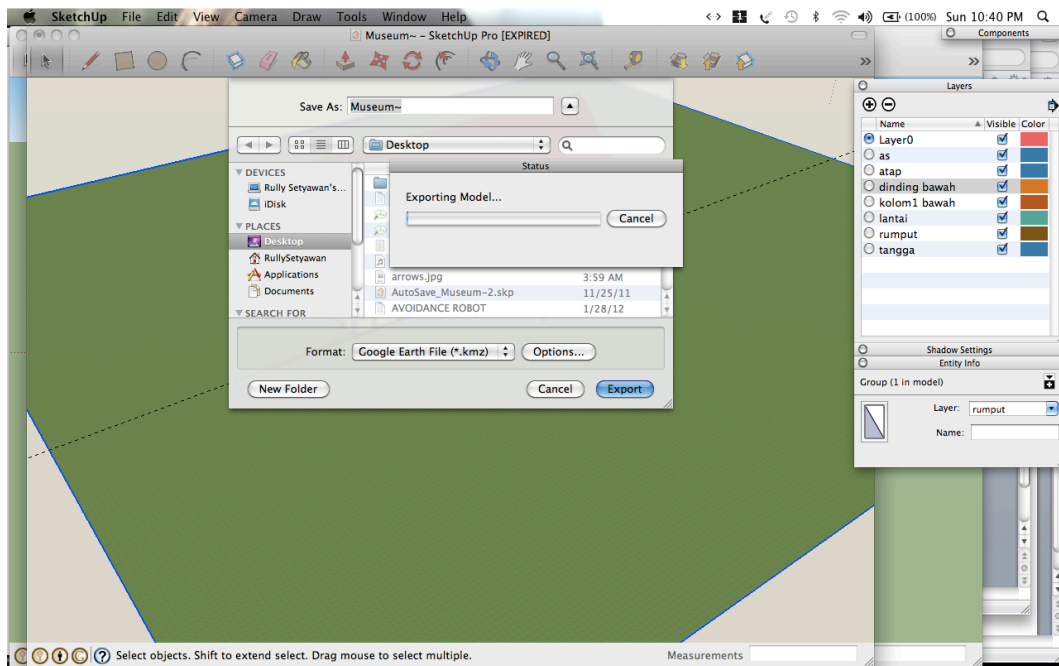 SketchUp File Edit View Camera Draw Tools Window Help 1 (100%) Sun 10:40 PM
Museum~ – SketchUp Pro [EXPIRED]
Components
Save As: Museum~
Desktop
DEVICES
Rully Setyawan's...
iDisk
PLACES
Desktop
RullySetyawan
Applications
Documents
SEARCH FOR
Status
Exporting Model...
Cancel
arrows.jpg 3:59 AM
AutoSave_Museum~2.skp 11/25/11
AVOIDANCE ROBOT 1/28/12
Format: Google Earth File (*.kmz) Options...
New Folder Cancel Export
Layers
Name Visible Color
Layer0
as
atap
dinding bawah
kolom1 bawah
lantai
rumput
tangga
Shadow Settings
Entity Info
Group (1 in model)
Layer: rumput
Name:
Select objects. Shift to extend select. Drag mouse to select multiple. Measurements